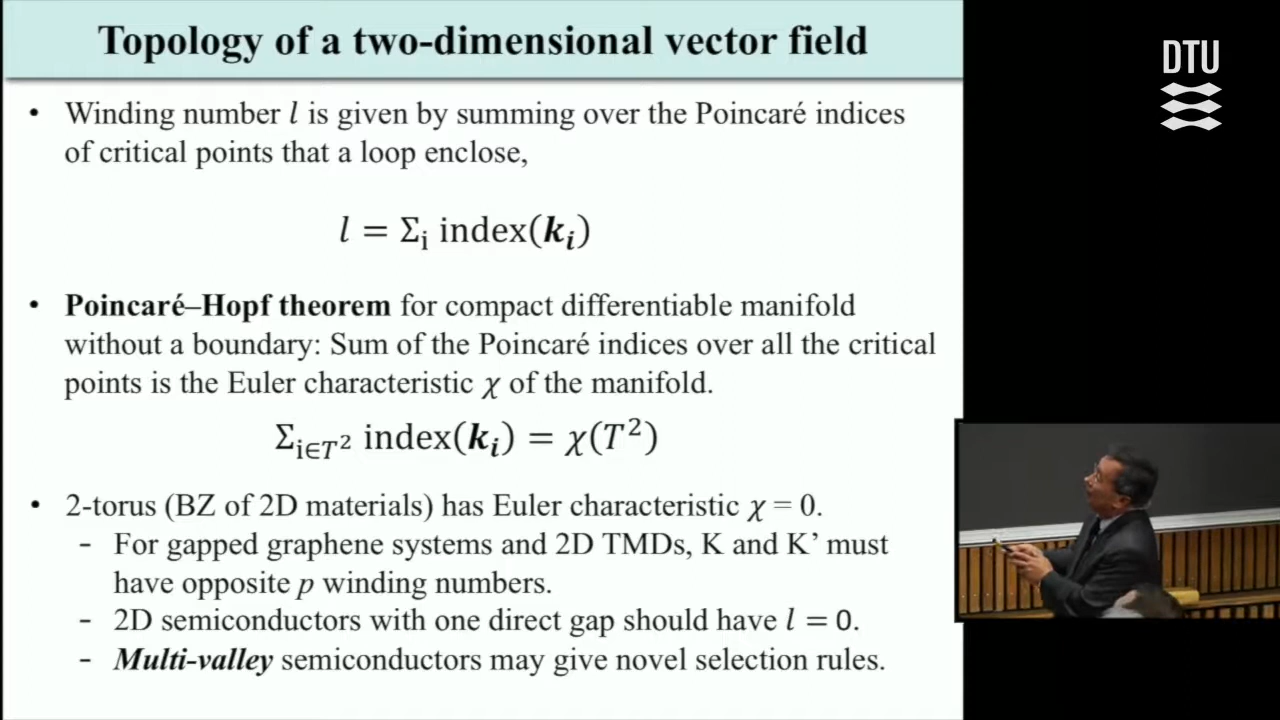 Topology of a two-dimensional vector field
DTU
• Winding number l is given by summing over the Poincaré indices
of critical points that a loop enclose,
l = Σᵢ index(kᵢ)
• Poincaré–Hopf theorem for compact differentiable manifold
without a boundary: Sum of the Poincaré indices over all the critical
points is the Euler characteristic χ of the manifold.
Σ_{i∈T²} index(kᵢ) = χ(T²)
• 2-torus (BZ of 2D materials) has Euler characteristic χ = 0.
- For gapped graphene systems and 2D TMDs, K and K’ must
have opposite p winding numbers.
- 2D semiconductors with one direct gap should have l = 0.
- Multi-valley semiconductors may give novel selection rules.